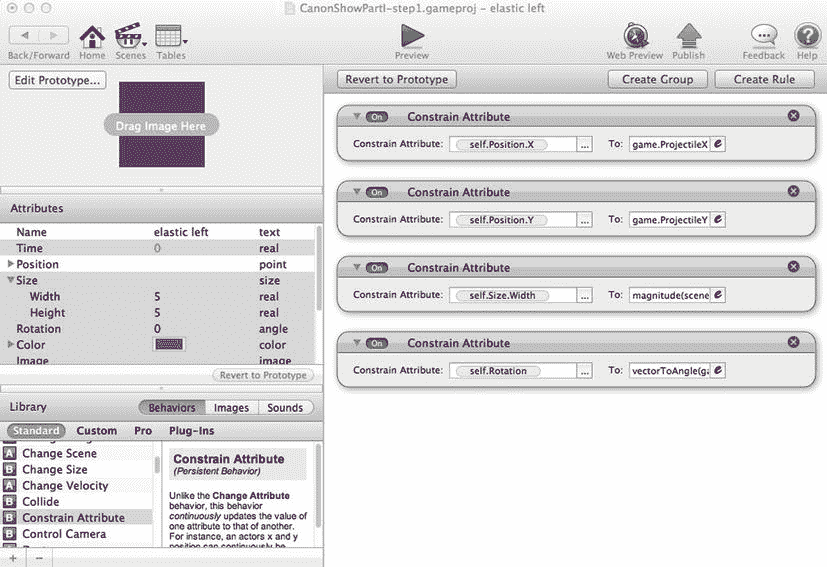 CanonShowPartI-step1.gameproj - elastic left
Back/Forward Home Scenes Tables Preview Web Preview Publish Feedback Help
Edit Prototype...
Drag Image Here
Attributes
Name elastic left text
Time 0 real
Position point
Size size
Width 5 real
Height 5 real
Rotation 0 angle
Color color
Image image
Revert to Prototype
Library Behaviors Images Sounds
Standard Custom Pro Plug-Ins
A Change Scene
B Change Size
A Change Velocity
B Collide
B Constrain Attribute
B Control Camera
Constrain Attribute
(Persistent Behavior)
Unlike the Change Attribute
behavior, this behavior
continuously updates the value of
one attribute to that of another.
For instance, an actors x and y
position can continuously be
+ -
Revert to Prototype Create Group Create Rule
On Constrain Attribute
Constrain Attribute: self.Position.X ... To: game.ProjectileX e
On Constrain Attribute
Constrain Attribute: self.Position.Y ... To: game.ProjectileY e
On Constrain Attribute
Constrain Attribute: self.Size.Width ... To: magnitude(scene e
On Constrain Attribute
Constrain Attribute: self.Rotation ... To: vectorToAngle(ga e